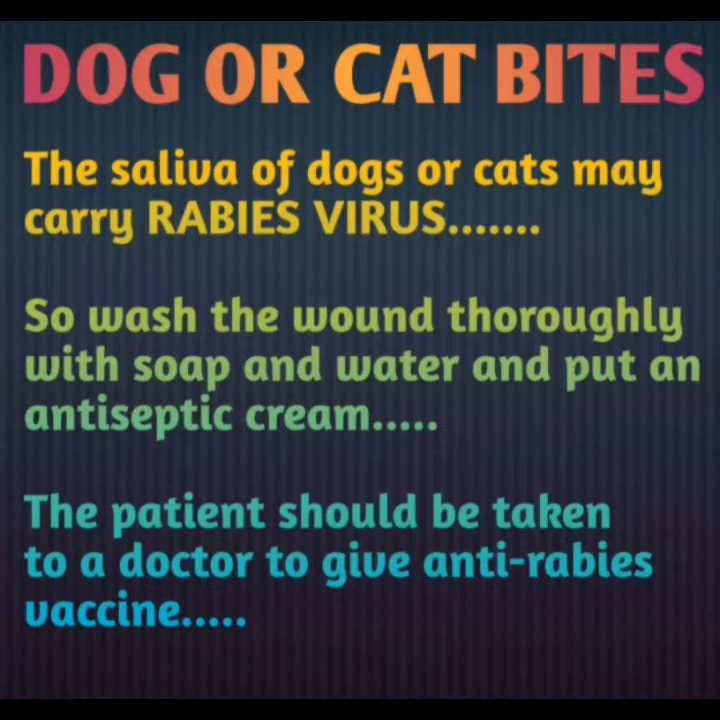 DOG OR CAT BITES
The saliva of dogs or cats may
carry RABIES VIRUS.......
So wash the wound thoroughly
with soap and water and put an
antiseptic cream.....
The patient should be taken
to a doctor to give anti-rabies
vaccine.....